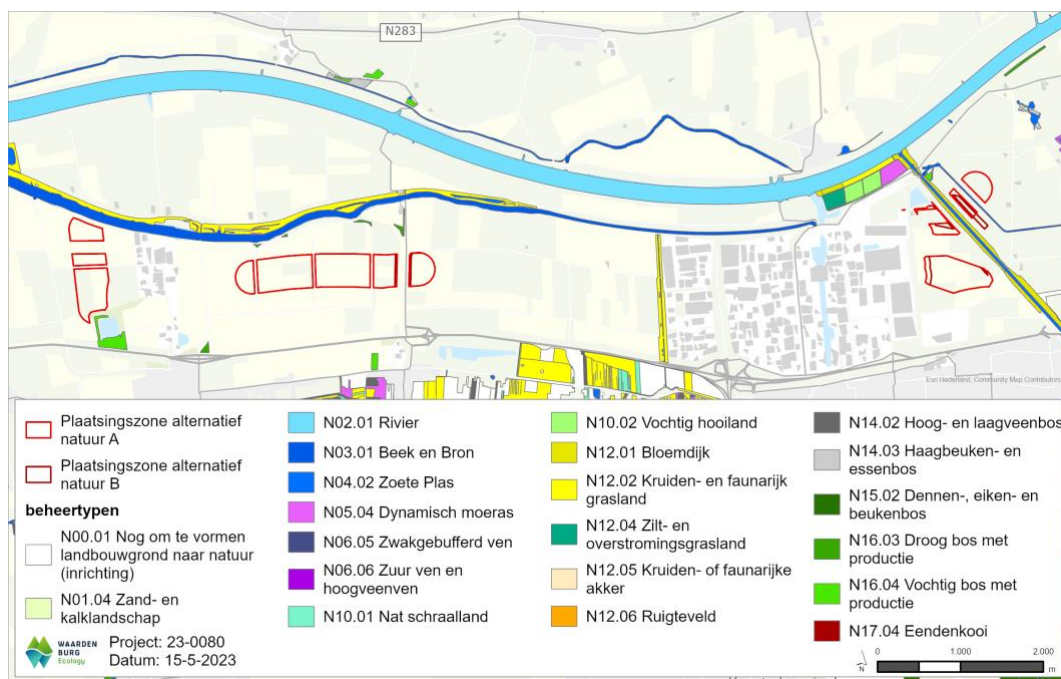 N283
Esri Nederland, Community Map Contributors
Plaatsingszone alternatief
natuur A
Plaatsingszone alternatief
natuur B
beheertypen
N00.01 Nog om te vormen
landbouwgrond naar natuur
(inrichting)
N01.04 Zand- en
kalklandschap
N02.01 Rivier
N03.01 Beek en Bron
N04.02 Zoete Plas
N05.04 Dynamisch moeras
N06.05 Zwakgebufferd ven
N06.06 Zuur ven en
hoogveenven
N10.01 Nat schraalland
N10.02 Vochtig hooiland
N12.01 Bloemdijk
N12.02 Kruiden- en faunarijk
grasland
N12.04 Zilt- en
overstromingsgrasland
N12.05 Kruiden- of faunarijke
akker
N12.06 Ruigteveld
N14.02 Hoog- en laagveenbos
N14.03 Haagbeuken- en
essenbos
N15.02 Dennen-, eiken- en
beukenbos
N16.03 Droog bos met
productie
N16.04 Vochtig bos met
productie
N17.04 Eendenkooi
WAARDEN
BURG
Ecology
Project: 23-0080
Datum: 15-5-2023
N
0 1.000 2.000
m